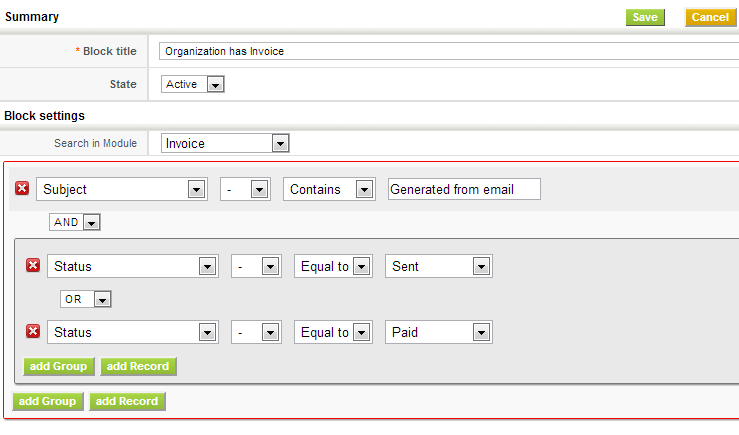 Summary Save Cancel
* Block title Organization has Invoice
State Active
Block settings
Search in Module Invoice
Subject - Contains Generated from email
AND
Status - Equal to Sent
OR
Status - Equal to Paid
add Group add Record
add Group add Record